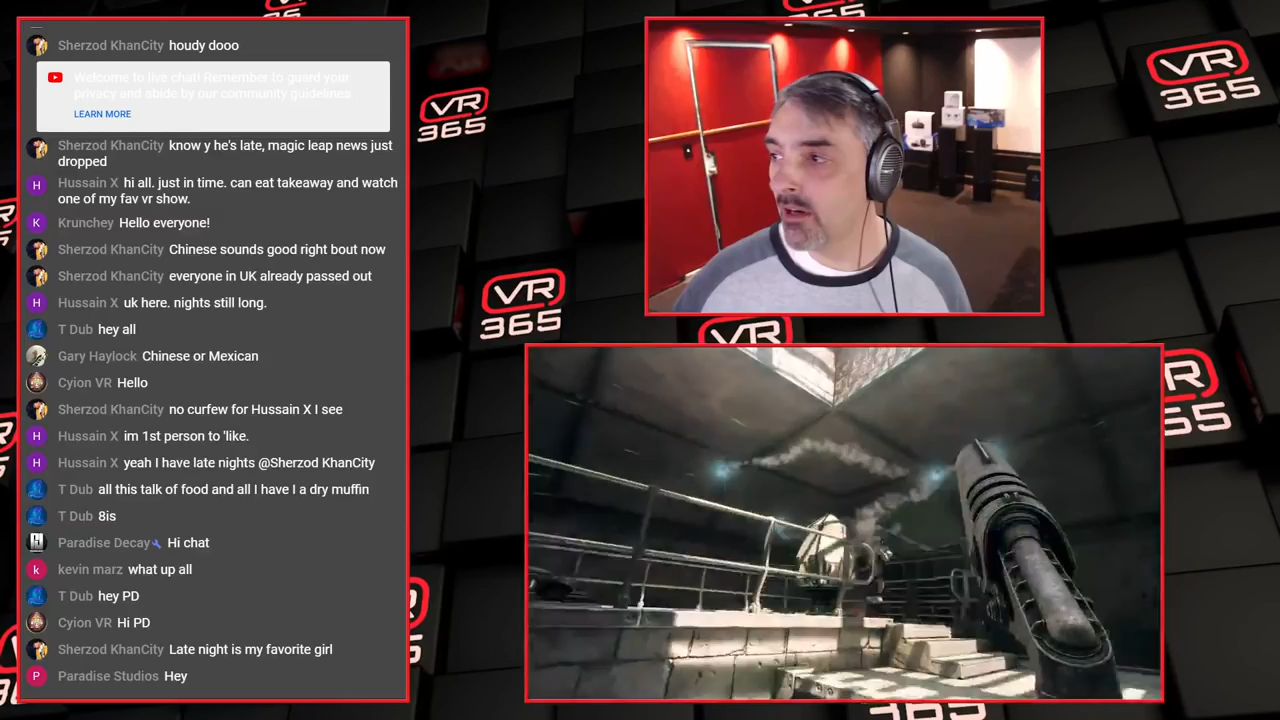 Sherzod KhanCity houdy dooo
Welcome to live chat! Remember to guard your
privacy and abide by our community guidelines.
LEARN MORE
Sherzod KhanCity know y he's late, magic leap news just
dropped
H Hussain X hi all. just in time. can eat takeaway and watch
one of my fav vr show.
K Krunchey Hello everyone!
Sherzod KhanCity Chinese sounds good right bout now
Sherzod KhanCity everyone in UK already passed out
H Hussain X uk here. nights still long.
T Dub hey all
Gary Haylock Chinese or Mexican
Cyion VR Hello
Sherzod KhanCity no curfew for Hussain X I see
H Hussain X im 1st person to 'like.
H Hussain X yeah I have late nights @Sherzod KhanCity
T Dub all this talk of food and all I have I a dry muffin
T Dub 8is
Paradise Decay Hi chat
k kevin marz what up all
T Dub hey PD
Cyion VR Hi PD
Sherzod KhanCity Late night is my favorite girl
P Paradise Studios Hey
VR
365
VR
365
VR
365
VR
365
R
65